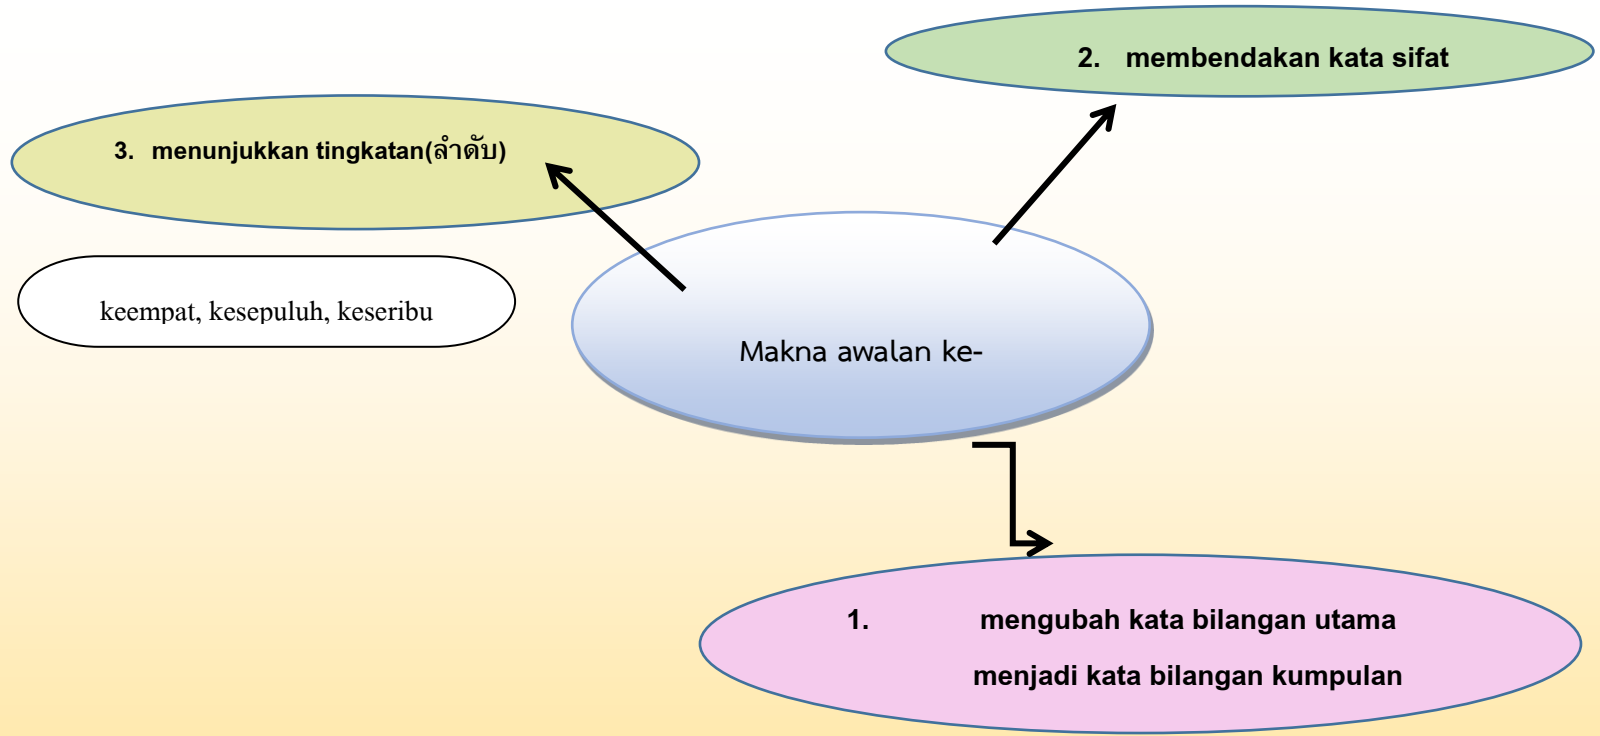 2. membendakan kata sifat
3. menunjukkan tingkatan(ลำดับ)
keempat, kesepuluh, keseribu
Makna awalan ke-
1. mengubah kata bilangan utama
menjadi kata bilangan kumpulan